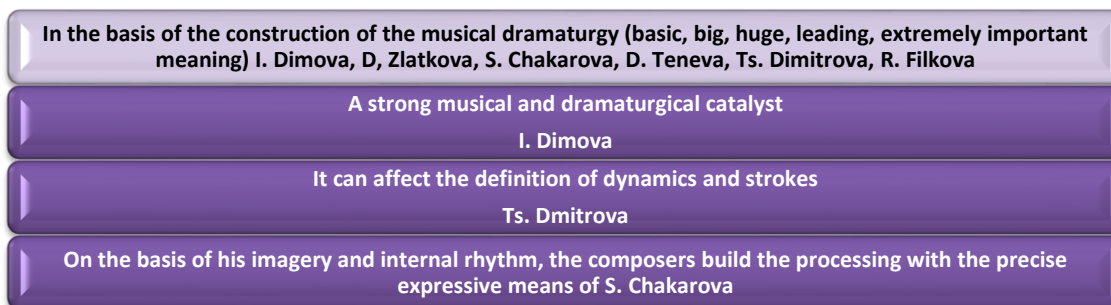 In the basis of the construction of the musical dramaturgy (basic, big, huge, leading, extremely important
meaning) I. Dimova, D, Zlatkova, S. Chakarova, D. Teneva, Ts. Dimitrova, R. Filkova
A strong musical and dramaturgical catalyst
I. Dimova
It can affect the definition of dynamics and strokes
Ts. Dmitrova
On the basis of his imagery and internal rhythm, the composers build the processing with the precise
expressive means of S. Chakarova